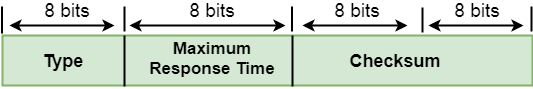 8 bits 8 bits 8 bits 8 bits
Type Maximum Response Time Checksum